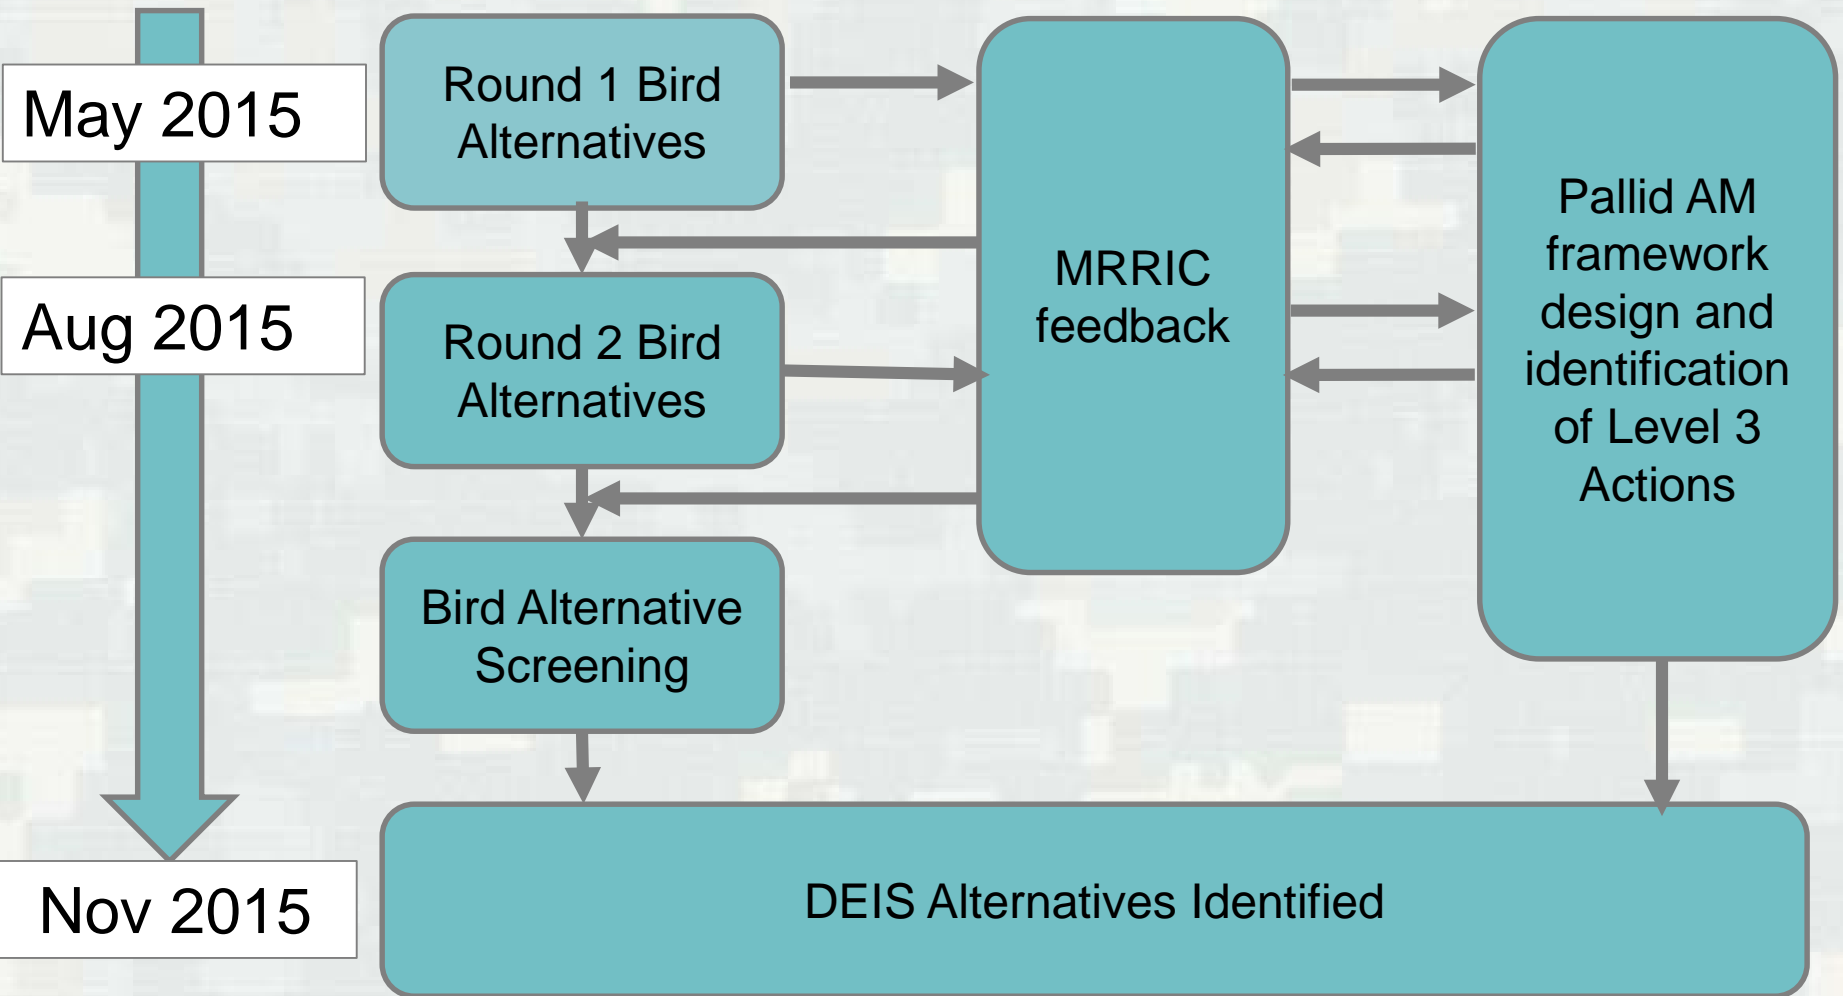 May 2015
Aug 2015
Nov 2015
Round 1 Bird
Alternatives
Round 2 Bird
Alternatives
Bird Alternative
Screening
MRRIC
feedback
Pallid AM
framework
design and
identification
of Level 3
Actions
DEIS Alternatives Identified